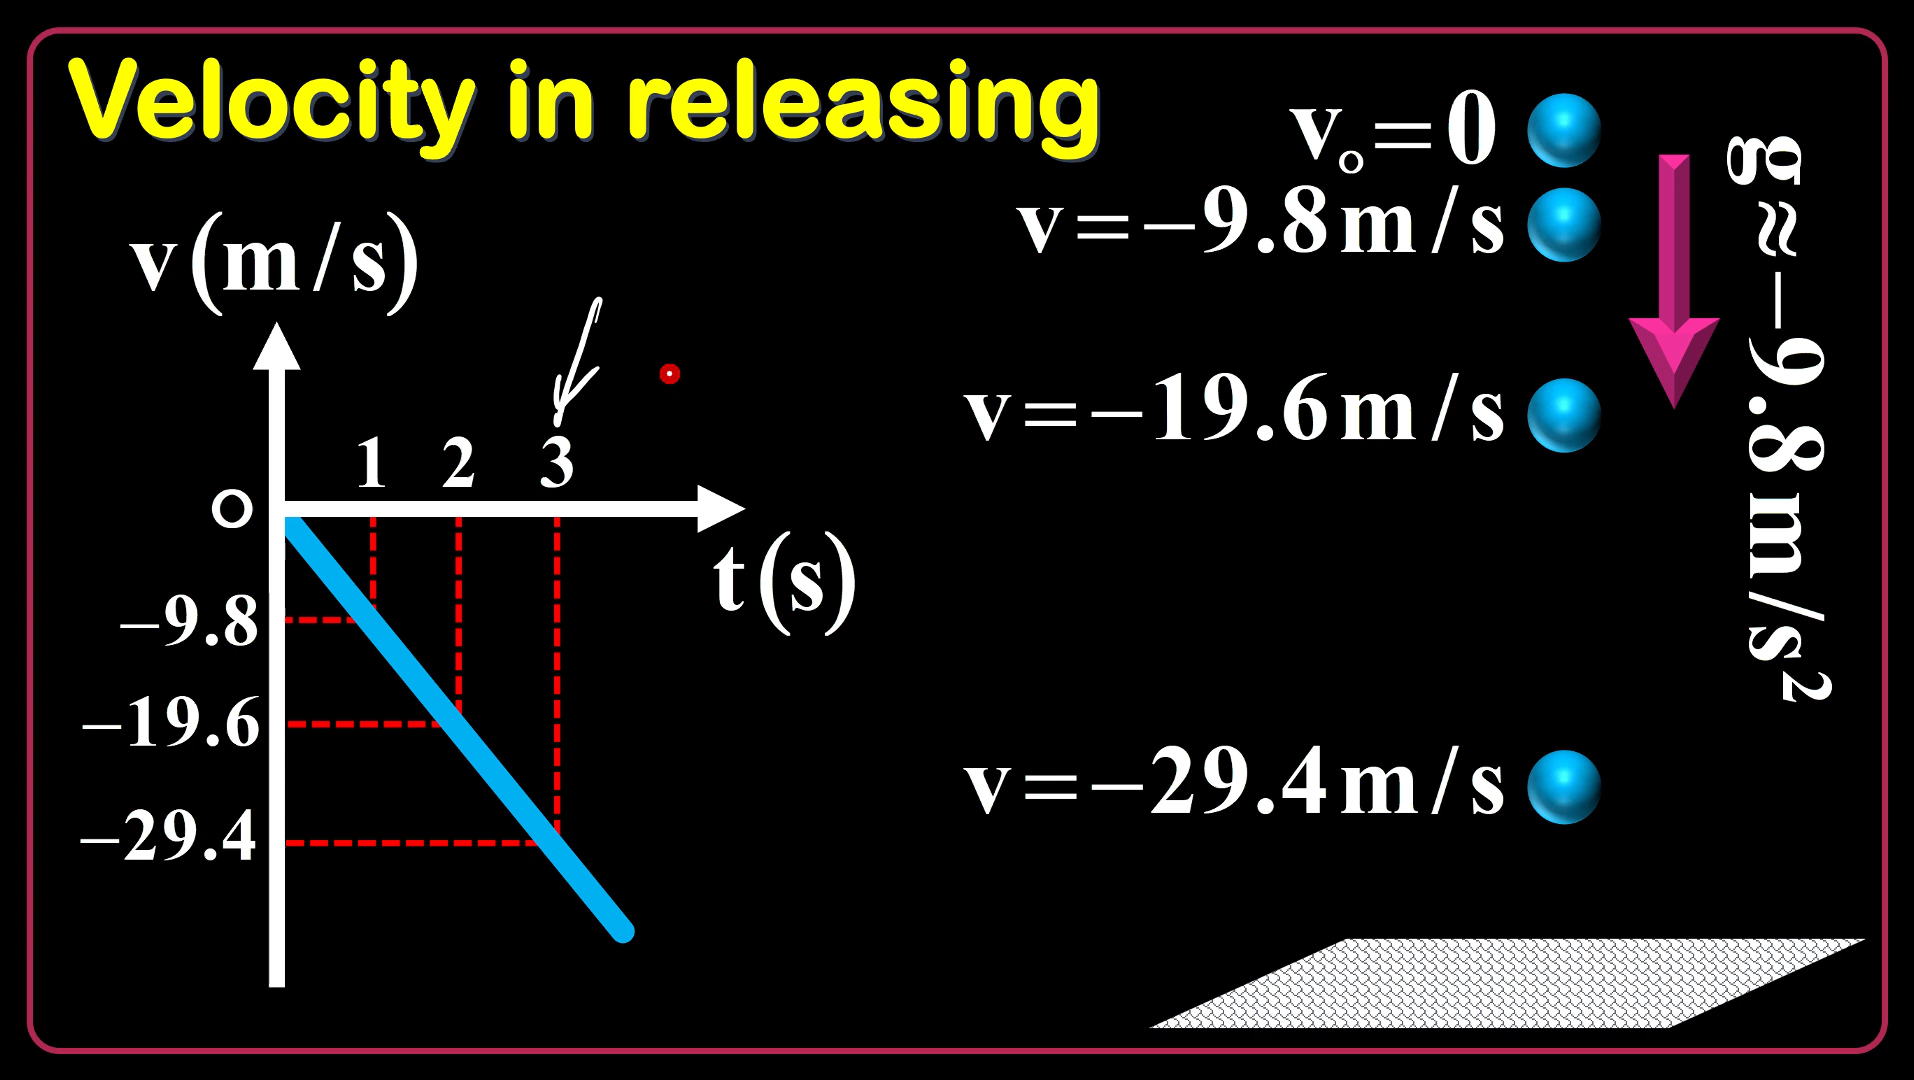 Velocity in releasing
v(m/s)
1 2 3
O
t(s)
−9.8
−19.6
−29.4
v₀=0
v=−9.8m/s
v=−19.6m/s
v=−29.4m/s
g≈−9.8m/s²